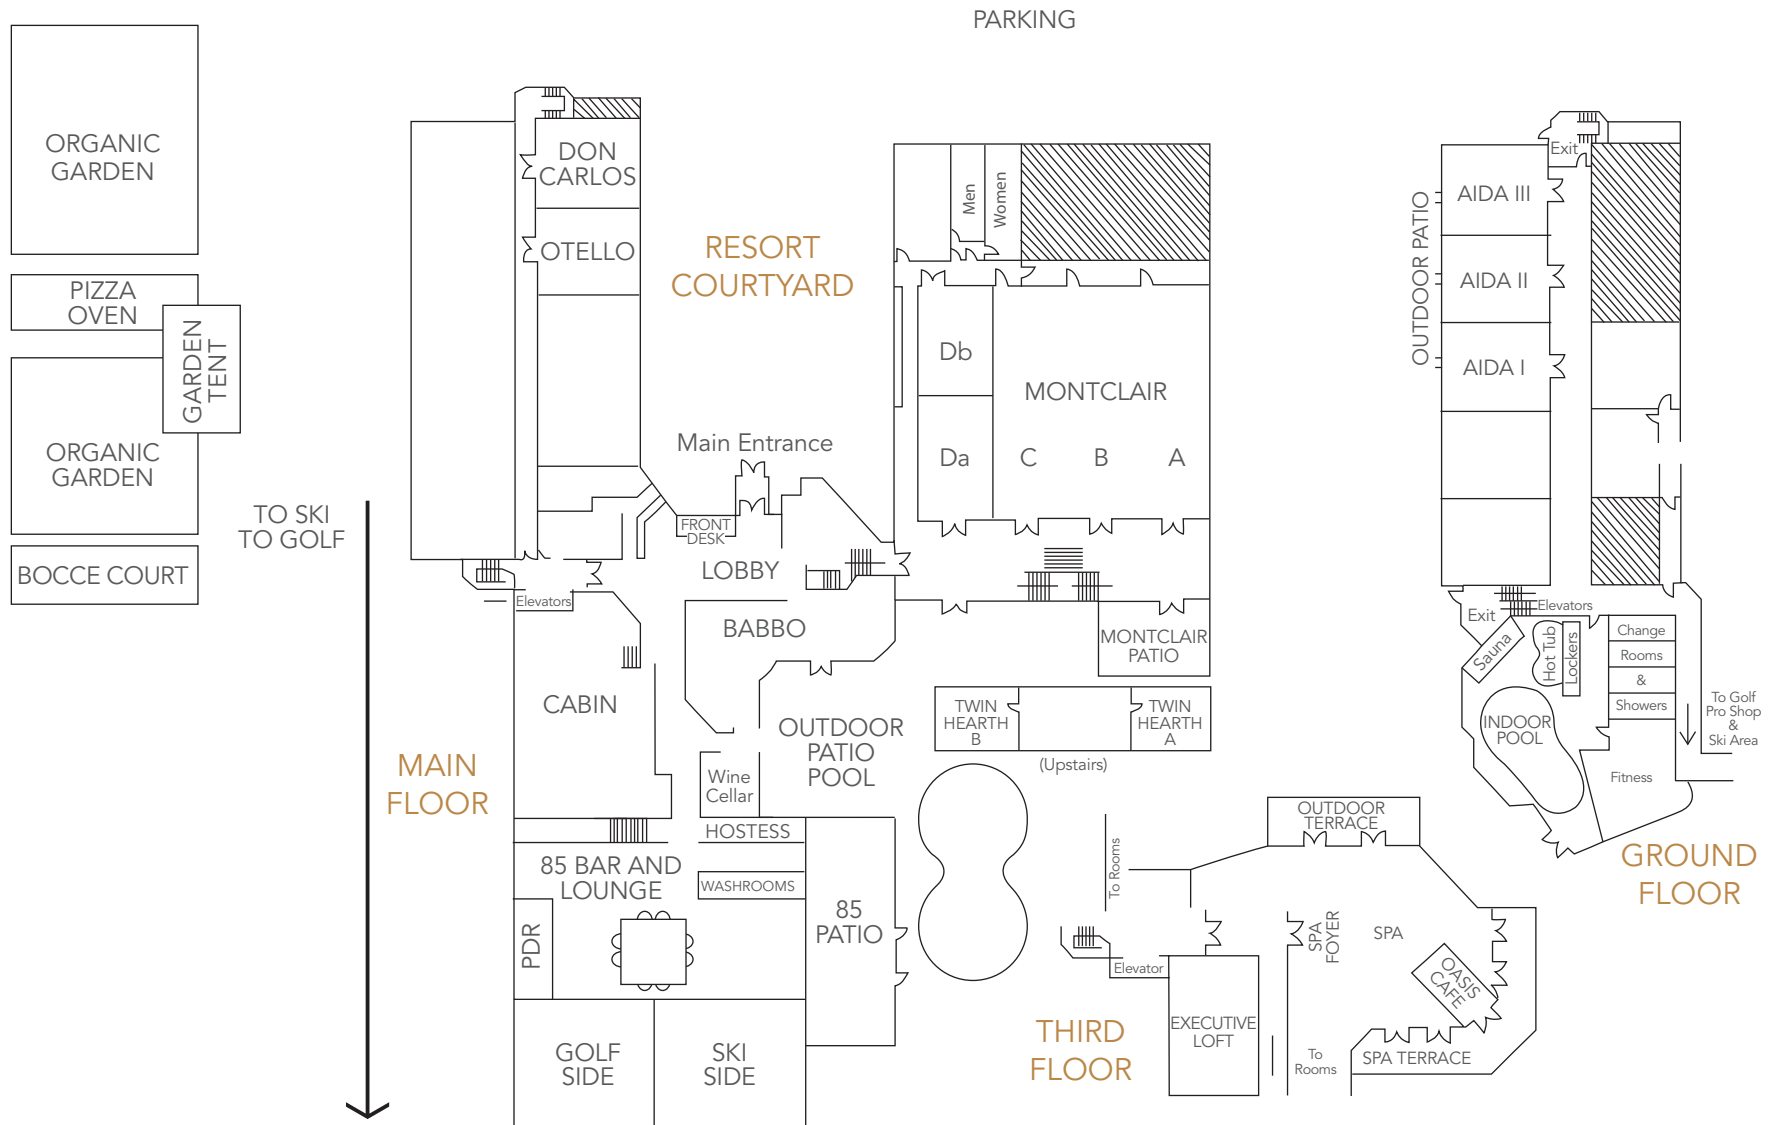 PARKING
ORGANIC
GARDEN
PIZZA
OVEN
GARDEN
TENT
ORGANIC
GARDEN
BOCCE COURT
TO SKI
TO GOLF
DON
CARLOS
OTELLO
RESORT
COURTYARD
Main Entrance
FRONT
DESK
LOBBY
Elevators
BABBO
CABIN
MAIN
FLOOR
OUTDOOR
PATIO
POOL
Wine
Cellar
HOSTESS
85 BAR AND
LOUNGE
WASHROOMS
PDR
85
PATIO
GOLF
SIDE
SKI
SIDE
Men
Women
Db
Da
MONTCLAIR
C
B
A
MONTCLAIR
PATIO
TWIN
HEARTH
B
TWIN
HEARTH
A
(Upstairs)
OUTDOOR
TERRACE
To Rooms
SPA
FOYER
SPA
OASIS
CAFE
Elevator
EXECUTIVE
LOFT
To
Rooms
SPA TERRACE
THIRD
FLOOR
Exit
OUTDOOR PATIO
AIDA III
AIDA II
AIDA I
Exit
Elevators
Sauna
Hot Tub
Lockers
Change
Rooms
&
Showers
INDOOR
POOL
To Golf
Pro Shop
&
Ski Area
Fitness
GROUND
FLOOR